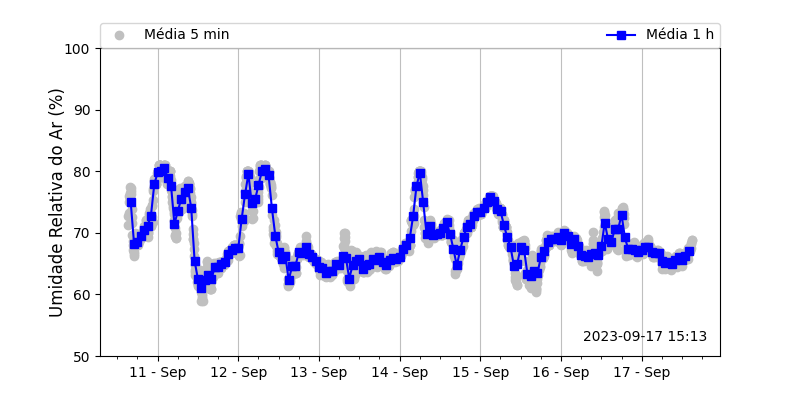 Média 5 min
Média 1 h
100
90
80
70
60
50
Umidade Relativa do Ar (%)
2023-09-17 15:13
11 - Sep
12 - Sep
13 - Sep
14 - Sep
15 - Sep
16 - Sep
17 - Sep